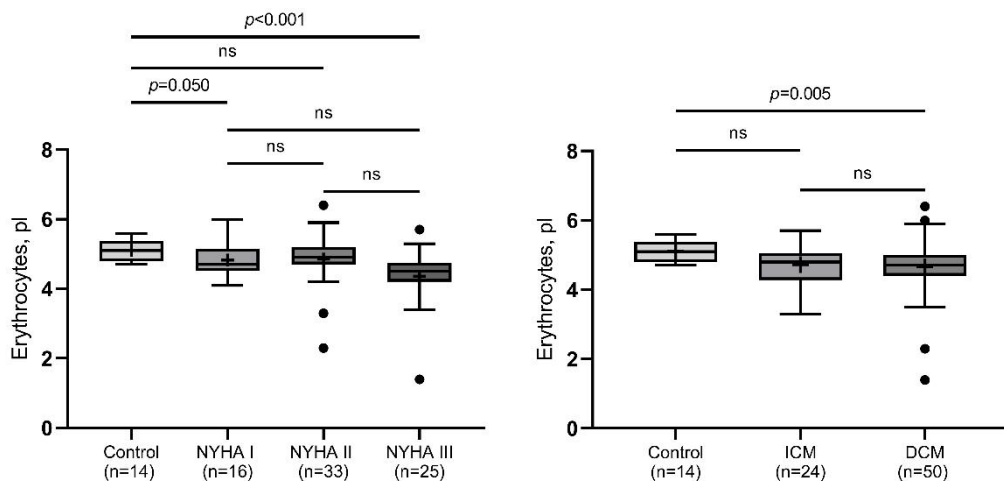 p<0.001
ns
p=0.050
ns
ns
ns
8
6
4
2
0
Erythrocytes, pl
Control
(n=14)
NYHA I
(n=16)
NYHA II
(n=33)
NYHA III
(n=25)
p=0.005
ns
ns
8
6
4
2
0
Erythrocytes, pl
Control
(n=14)
ICM
(n=24)
DCM
(n=50)